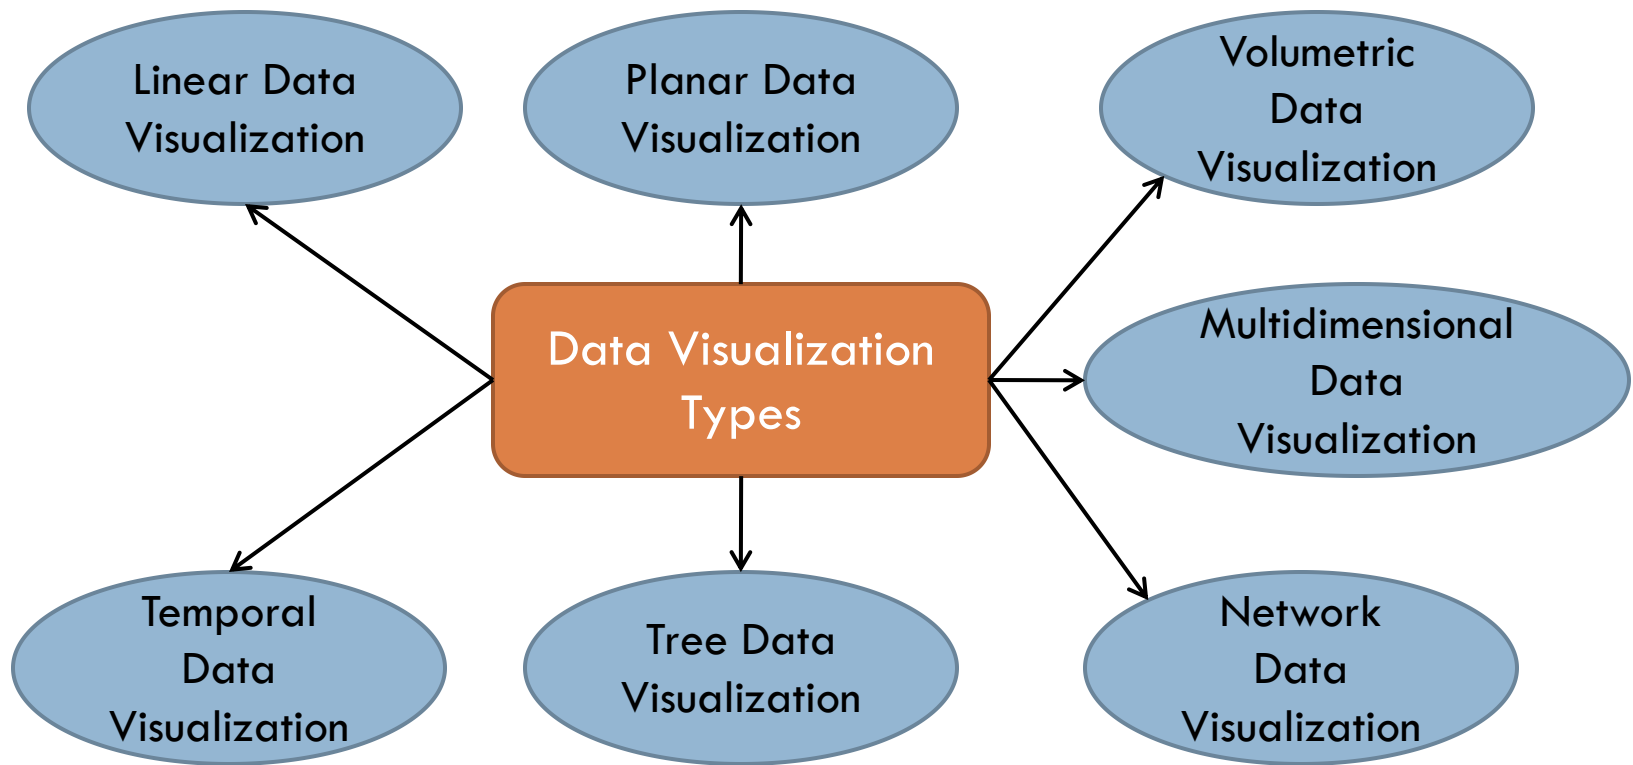 Linear Data
Visualization
Planar Data
Visualization
Volumetric
Data
Visualization
Data Visualization
Types
Multidimensional
Data
Visualization
Temporal
Data
Visualization
Tree Data
Visualization
Network
Data
Visualization